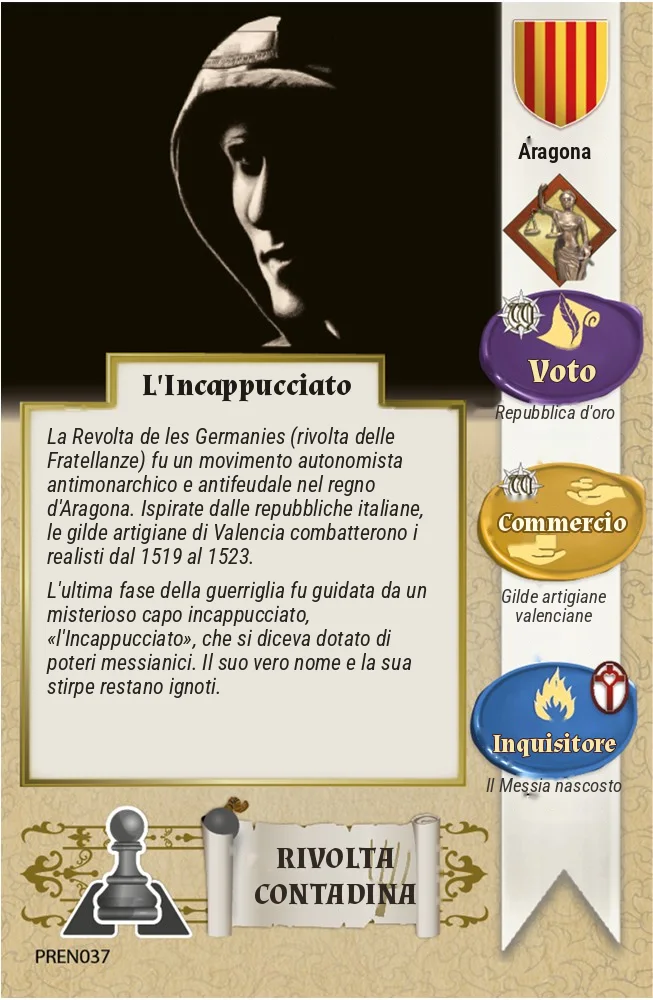 Aragona
Voto
Repubblica d'oro
L'Incappucciato
La Revolta de les Germanies (rivolta delle
Fratellanze) fu un movimento autonomista
antimonarchico e antifeudale nel regno
d'Aragona. Ispirate dalle repubbliche italiane,
le gilde artigiane di Valencia combatterono i
realisti dal 1519 al 1523.
L'ultima fase della guerriglia fu guidata da un
misterioso capo incappucciato,
«l'Incappucciato», che si diceva dotato di
poteri messianici. Il suo vero nome e la sua
stirpe restano ignoti.
Commercio
Gilde artigiane
valenciane
Inquisitore
Il Messia nascosto
RIVOLTA
CONTADINA
PREN037